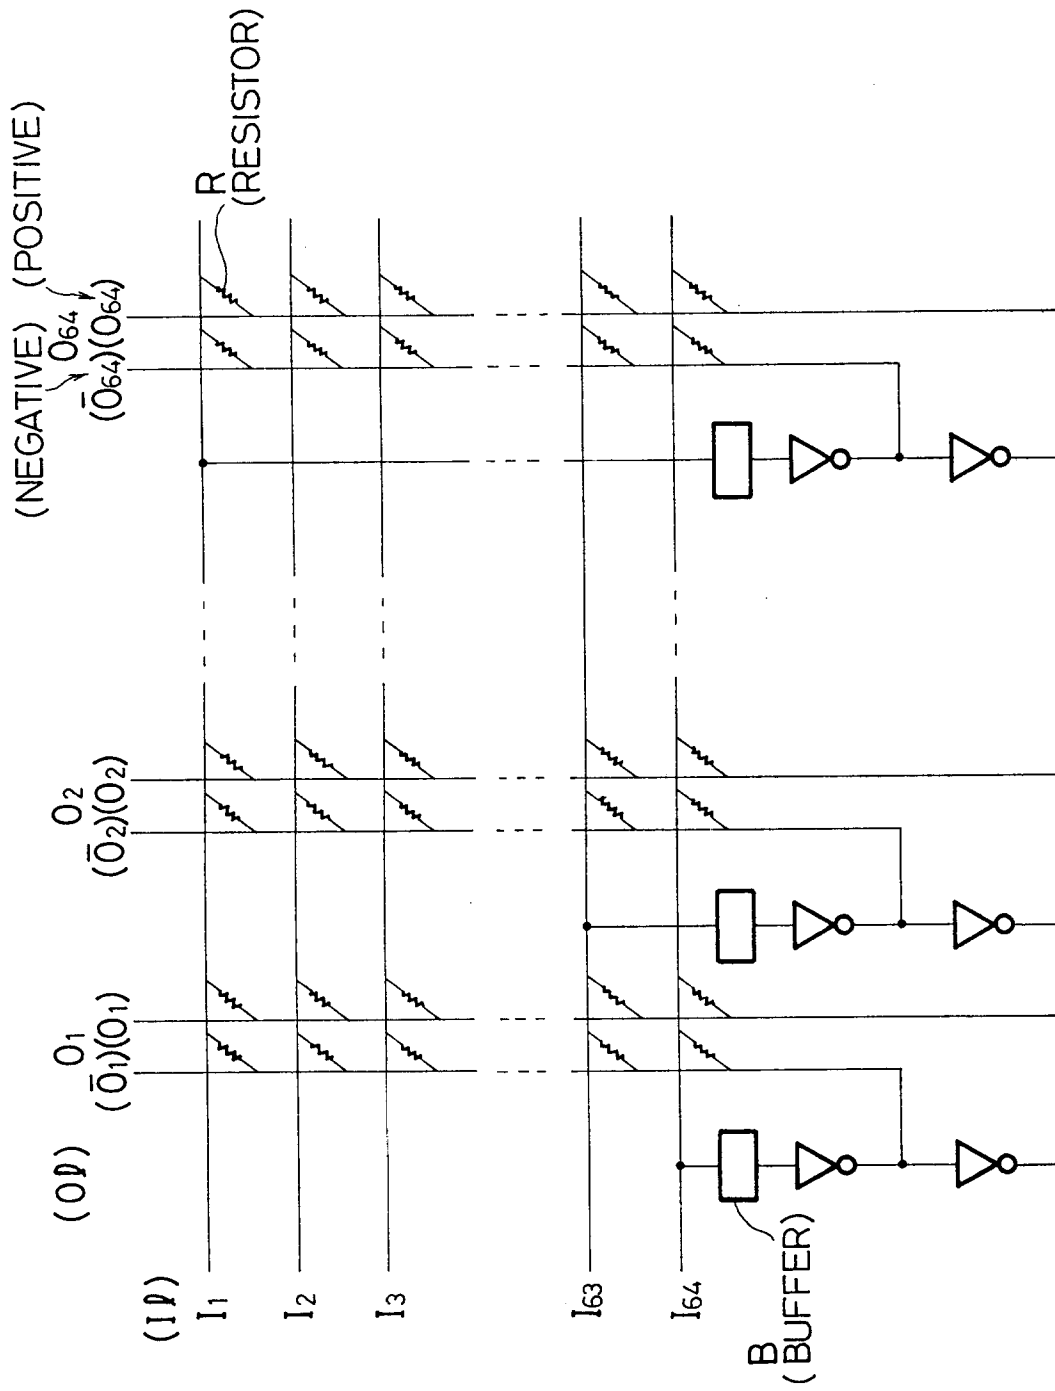 (NEGATIVE) (POSITIVE)
O64
(Ō64)(O64)
R
(RESISTOR)
O2
(Ō2)(O2)
O1
(Ō1)(O1)
(Ol)
(Il)
I1
I2
I3
I63
I64
B
(BUFFER)